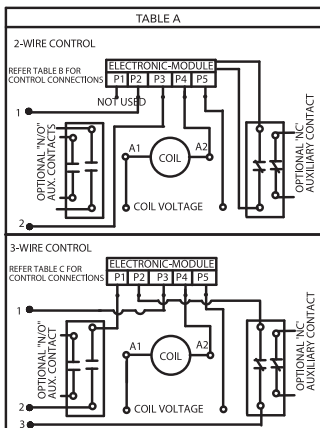 TABLE A
2-WIRE CONTROL
REFER TABLE B FOR
CONTROL CONNECTIONS
ELECTRONIC-MODULE
P1 P2 P3 P4 P5
NOT USED
1
OPTIONAL "N/O"
AUX. CONTACTS
A1
COIL
A2
OPTIONAL 'NC'
AUXILIARY CONTACT
COIL VOLTAGE
2
3-WIRE CONTROL
REFER TABLE C FOR
CONTROL CONNECTIONS
ELECTRONIC-MODULE
P1 P2 P3 P4 P5
1
OPTIONAL "N/O"
AUX. CONTACT
A1
COIL
A2
OPTIONAL 'NC'
AUXILIARY CONTACT
2
COIL VOLTAGE
3